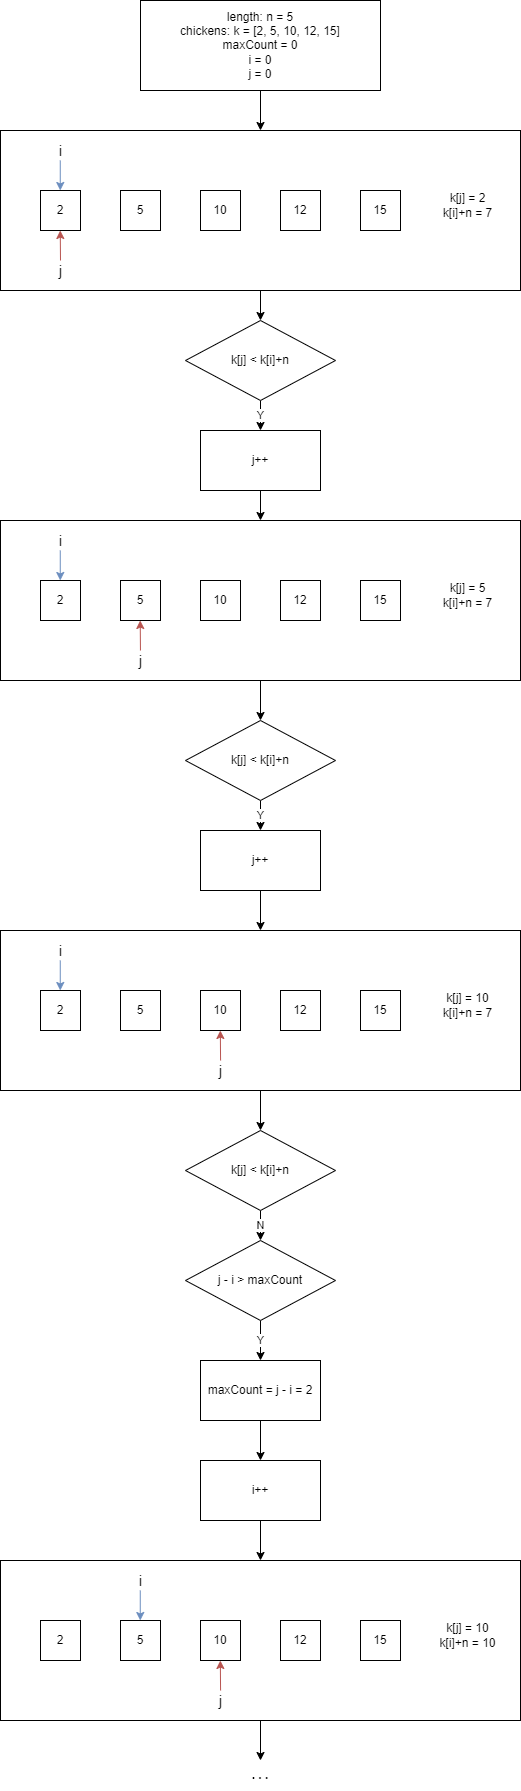 length: n = 5
chickens: k = [2, 5, 10, 12, 15]
maxCount = 0
i = 0
j = 0
i
2 5 10 12 15
k[j] = 2
k[i]+n = 7
j
k[j] < k[i]+n
Y
j++
i
2 5 10 12 15
k[j] = 5
k[i]+n = 7
j
k[j] < k[i]+n
Y
j++
i
2 5 10 12 15
k[j] = 10
k[i]+n = 7
j
k[j] < k[i]+n
N
j - i > maxCount
Y
maxCount = j - i = 2
i++
i
2 5 10 12 15
k[j] = 10
k[i]+n = 10
j
...